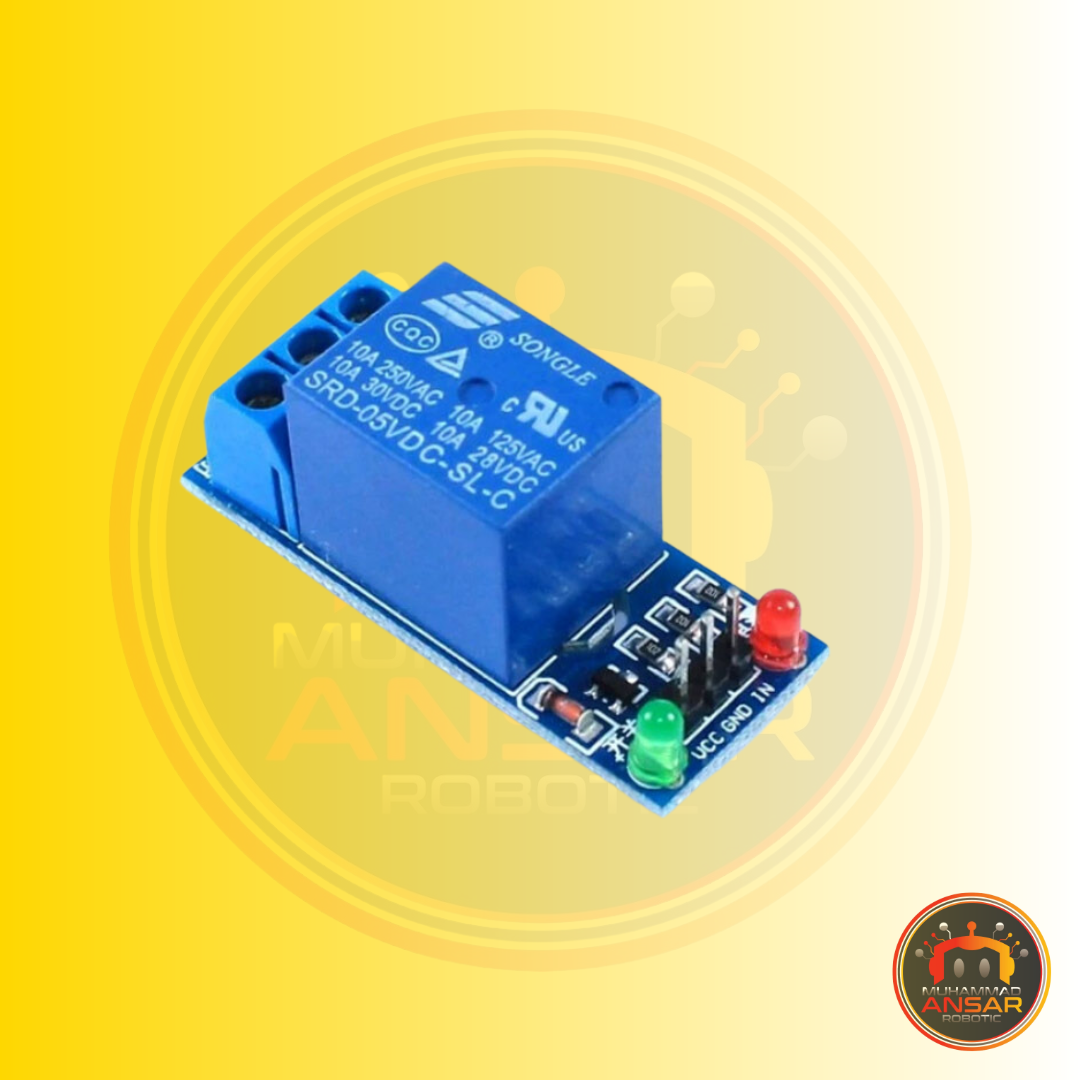 ® SONGLE
CQC
10A 250VAC 10A 125VAC
10A 30VDC 10A 28VDC
SRD-05VDC-SL-C
C US
VCC GND IN
MUHAMMAD
ANSAR
ROBOTIC